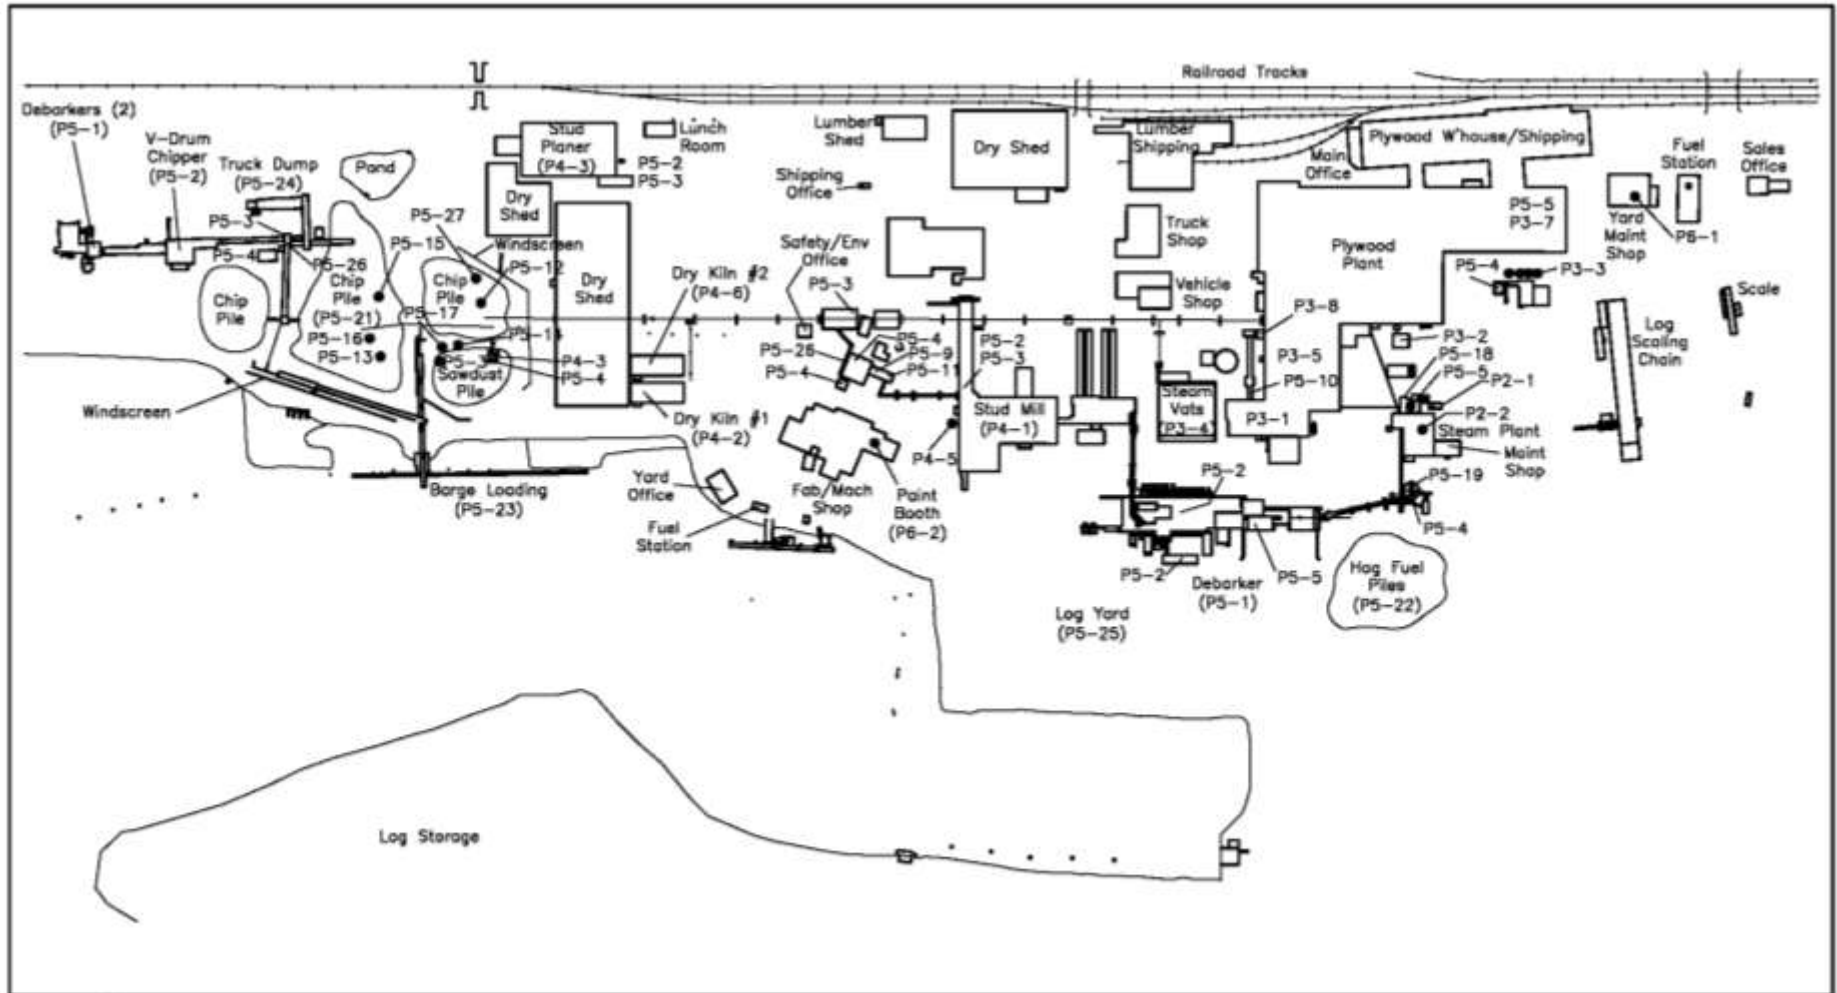 Railroad Tracks
Debarkers (2)
(P5-1)
V-Drum
Chipper
(P5-2)
Truck Dump
(P5-24)
Pond
Stud
Planer
(P4-3)
Lunch
Room
P5-2
P5-3
Lumber
Shed
Dry Shed
Lumber
Shipping
Main
Office
Plywood W'house/Shipping
Fuel
Station
Sales
Office
Shipping
Office
Dry
Shed
P5-3
P5-27
P5-15
Windscreen
P5-4
P5-26
P5-12
Chip
Pile
Chip
Pile
(P5-21)
Chip
Pile
P5-17
P5-16
P5-13
P5-3
P4-3
P5-4
Sawdust
Pile
Dry
Shed
Dry Kiln #2
(P4-6)
Dry Kiln #1
(P4-2)
Safety/Env
Office
P5-3
P5-4
P5-26
P5-9
P5-11
P5-4
P5-2
P5-3
Truck
Shop
Vehicle
Shop
Plywood
Plant
P5-5
P3-7
Yard
Maint
Shop
P6-1
P5-4
P3-3
Scale
Log
Scaling
Chain
P3-8
P3-5
P5-10
P3-2
P5-18
P5-5
P2-1
P2-2
Steam Plant
Maint
Shop
P3-1
Steam
Vats
(P3-4)
Stud Mill
(P4-1)
P4-5
Windscreen
Barge Loading
(P5-23)
Yard
Office
Fuel
Station
Fab/Mach
Shop
Paint
Booth
(P6-2)
P5-2
P5-19
P5-4
P5-2
P5-5
Debarker
(P5-1)
Hog Fuel
Piles
(P5-22)
Log Yard
(P5-25)
Log Storage